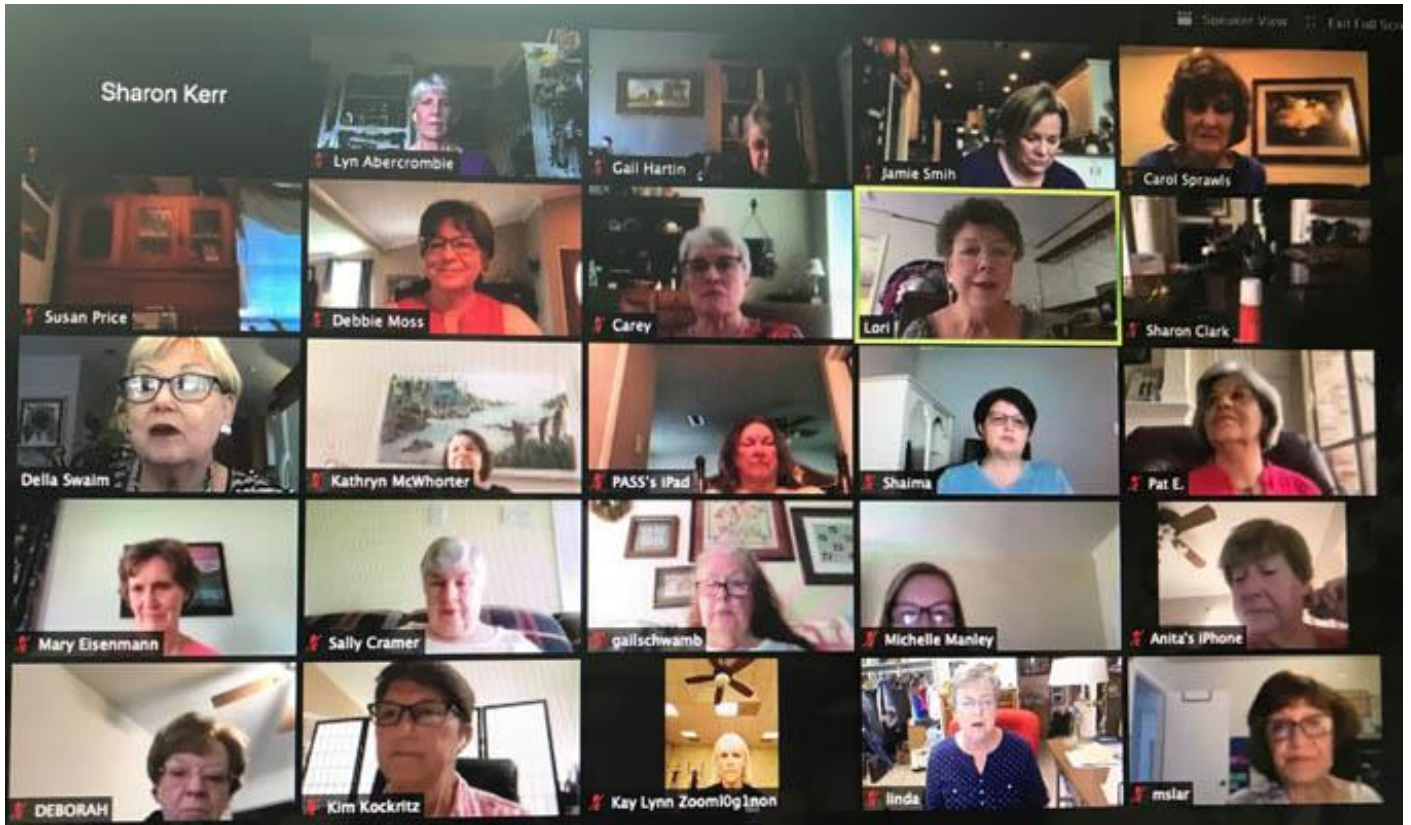 Speaker View
Exit Full Scre
Sharon Kerr
Lyn Abercrombie
Gail Hartin
Jamie Smih
Carol Sprawls
Susan Price
Debbie Moss
Carey
Lori
Sharon Clark
Della Swaim
Kathryn McWhorter
PASS's iPad
Shaima
Pat E.
Mary Eisenmann
Sally Cramer
gailschwamb
Michelle Manley
Anita's iPhone
DEBORAH
Kim Kockritz
Kay Lynn Zooml0g1non
linda
mslar